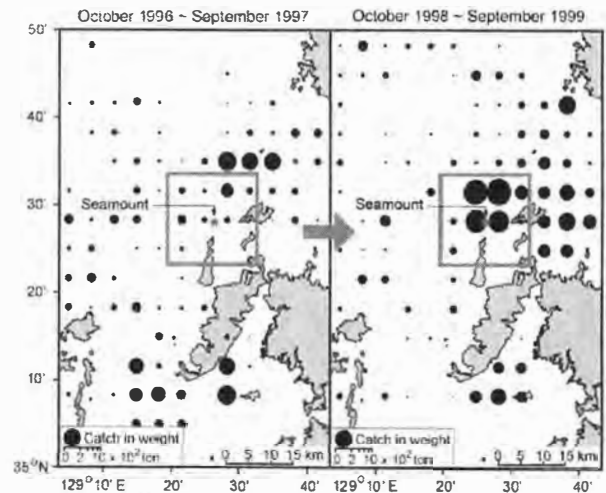 October 1996 ~ September 1997
October 1998 ~ September 1999
50'
40'
30'
20'
10'
35°N
Seamount
Seamount
Catch in weight
0 2 10 × 10² ton
0 5 10 15 km
Catch in weight
0 2 10 × 10² ton
0 5 10 15 km
129°10' E
20'
30'
40'
20'
30'
40'